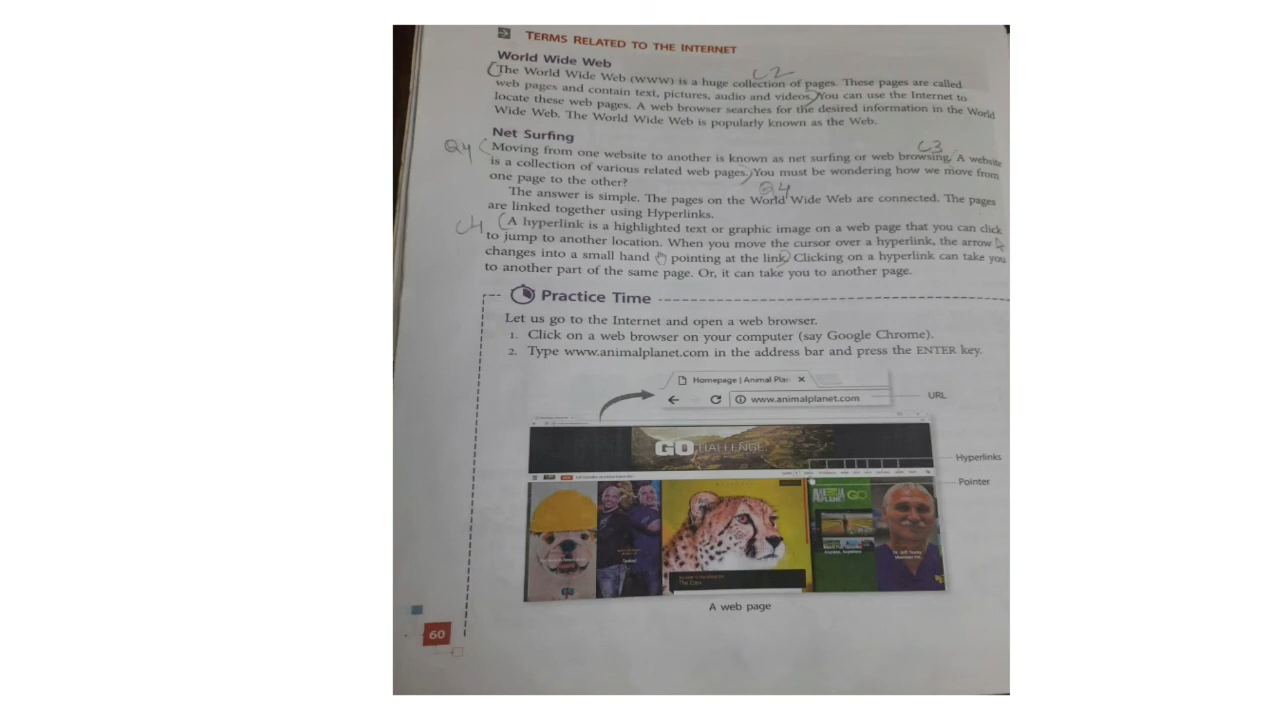 TERMS RELATED TO THE INTERNET
World Wide Web
C2
(The World Wide Web (WWW) is a huge collection of pages. These pages are called
web pages and contain text, pictures, audio and videos.) You can use the Internet to
locate these web pages. A web browser searches for the desired information in the World
Wide Web. The World Wide Web is popularly known as the Web.
Net Surfing
C3
Q4 (Moving from one website to another is known as net surfing or web browsing. A website
is a collection of various related web pages.) You must be wondering how we move from
one page to the other?
Q4
The answer is simple. The pages on the World Wide Web are connected. The pages
are linked together using Hyperlinks.
C4 (A hyperlink is a highlighted text or graphic image on a web page that you can click
to jump to another location. When you move the cursor over a hyperlink, the arrow
changes into a small hand pointing at the link.) Clicking on a hyperlink can take you
to another part of the same page. Or, it can take you to another page.
Practice Time
Let us go to the Internet and open a web browser.
1. Click on a web browser on your computer (say Google Chrome).
2. Type www.animalplanet.com in the address bar and press the ENTER key.
Homepage | Animal Plan
www.animalplanet.com
URL
GO CHALLENGE
Hyperlinks
Pointer
GO
A web page
60